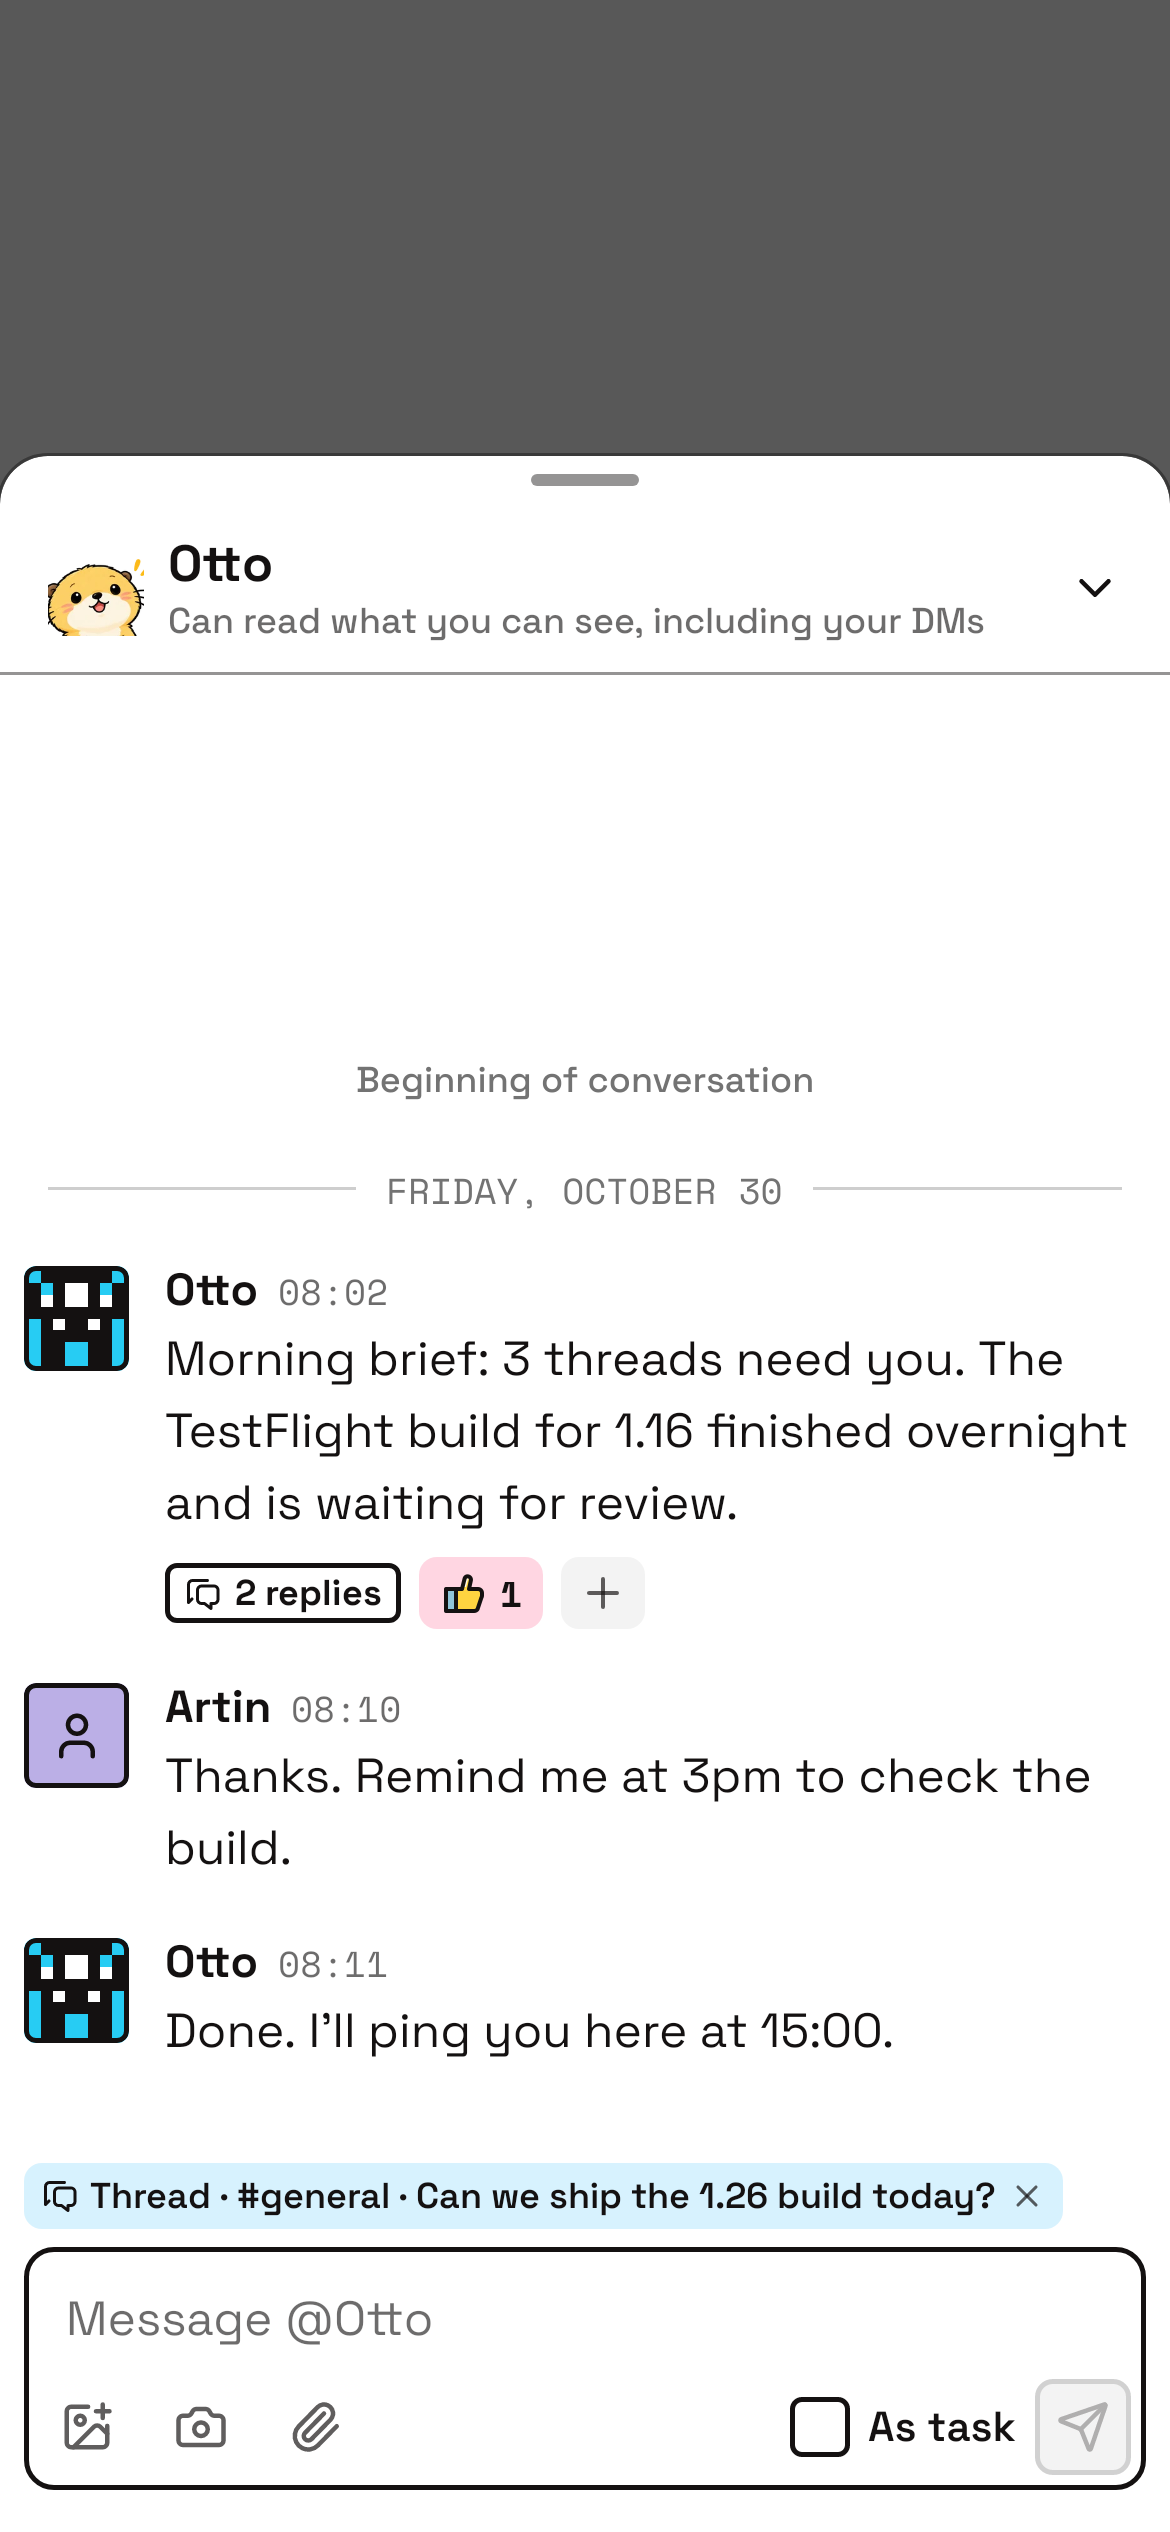 Otto
Can read what you can see, including your DMs
Beginning of conversation
FRIDAY, OCTOBER 30
Otto 08:02
Morning brief: 3 threads need you. The
TestFlight build for 1.16 finished overnight
and is waiting for review.
2 replies 1
Artin 08:10
Thanks. Remind me at 3pm to check the
build.
Otto 08:11
Done. I'll ping you here at 15:00.
Thread · #general · Can we ship the 1.26 build today?
Message @Otto
As task